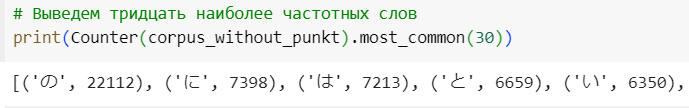 # Выведем тридцать наиболее частотных слов
print(Counter(corpus_without_punkt).most_common(30))
[('の', 22112), ('に', 7398), ('は', 7213), ('と', 6659), ('い', 6350),